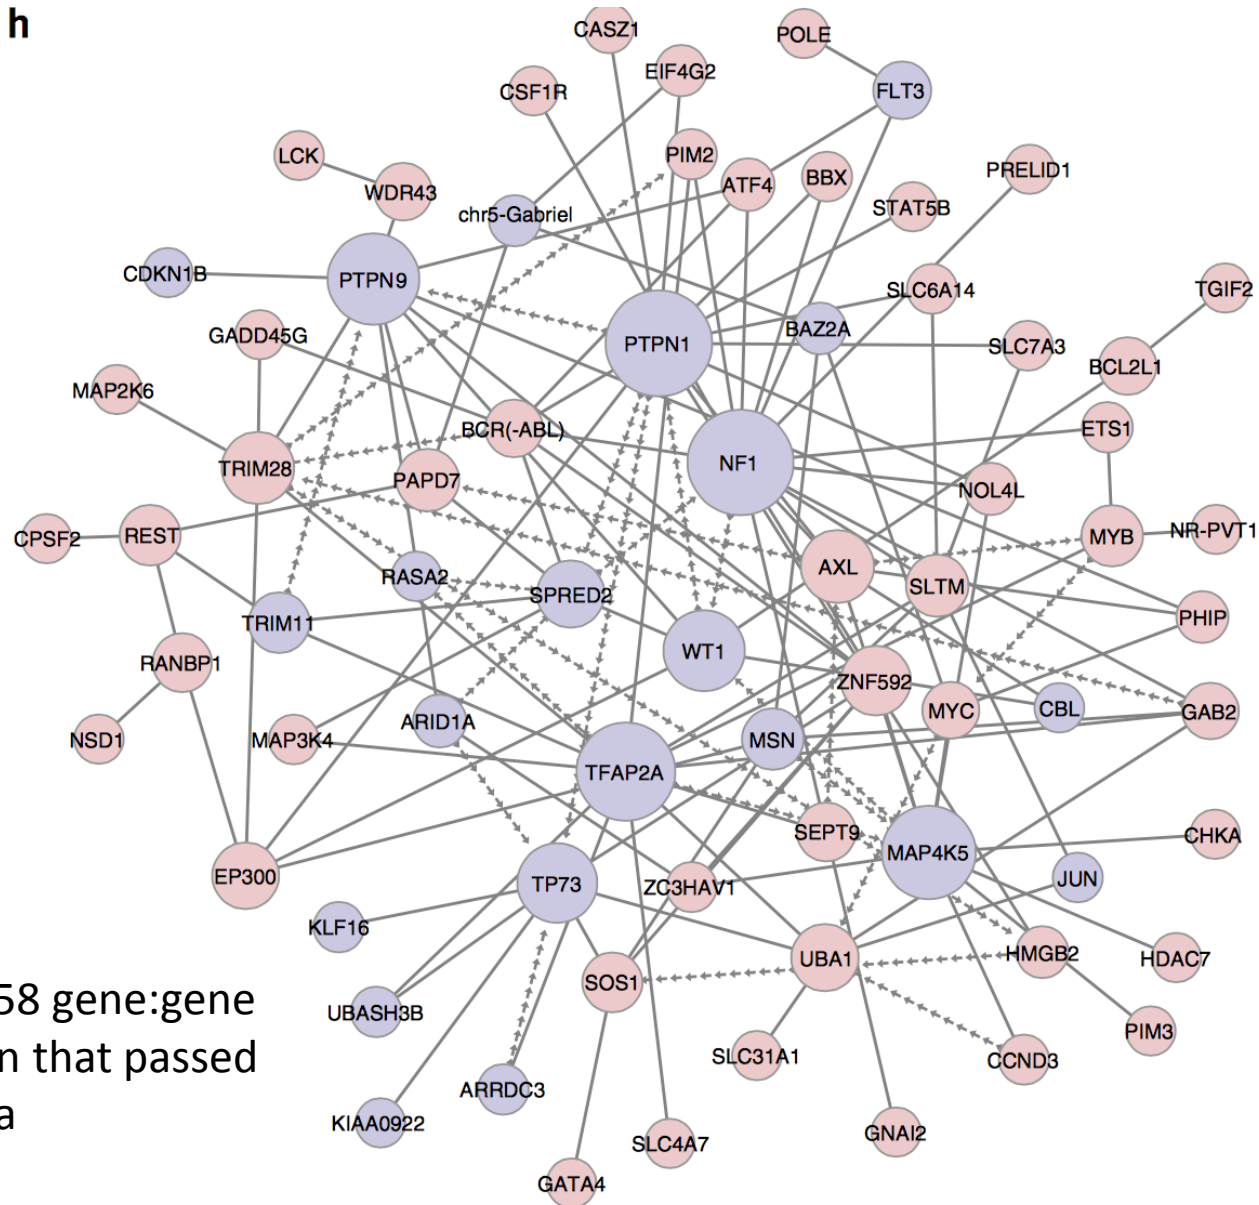 h
CASZ1
POLE
EIF4G2
FLT3
CSF1R
LCK
PIM2
ATF4
BBX
PRELID1
WDR43
chr5-Gabriel
STAT5B
CDKN1B
PTPN9
SLC6A14
TGIF2
GADD45G
PTPN1
BAZ2A
SLC7A3
BCL2L1
MAP2K6
BCR(-ABL)
ETS1
TRIM28
PAPD7
NF1
NOL4L
CPSF2
REST
MYB
NR-PVT1
RASA2
SPRED2
AXL
SLTM
TRIM11
PHIP
RANBP1
WT1
ZNF592
NSD1
MAP3K4
ARID1A
MSN
MYC
CBL
GAB2
TFAP2A
SEPT9
CHKA
EP300
TP73
ZC3HAV1
MAP4K5
JUN
KLF16
UBA1
HMGB2
HDAC7
SOS1
58 gene:gene
UBASH3B
PIM3
n that passed
SLC31A1
CCND3
ARRDC3
a
KIAA0922
SLC4A7
GNAI2
GATA4